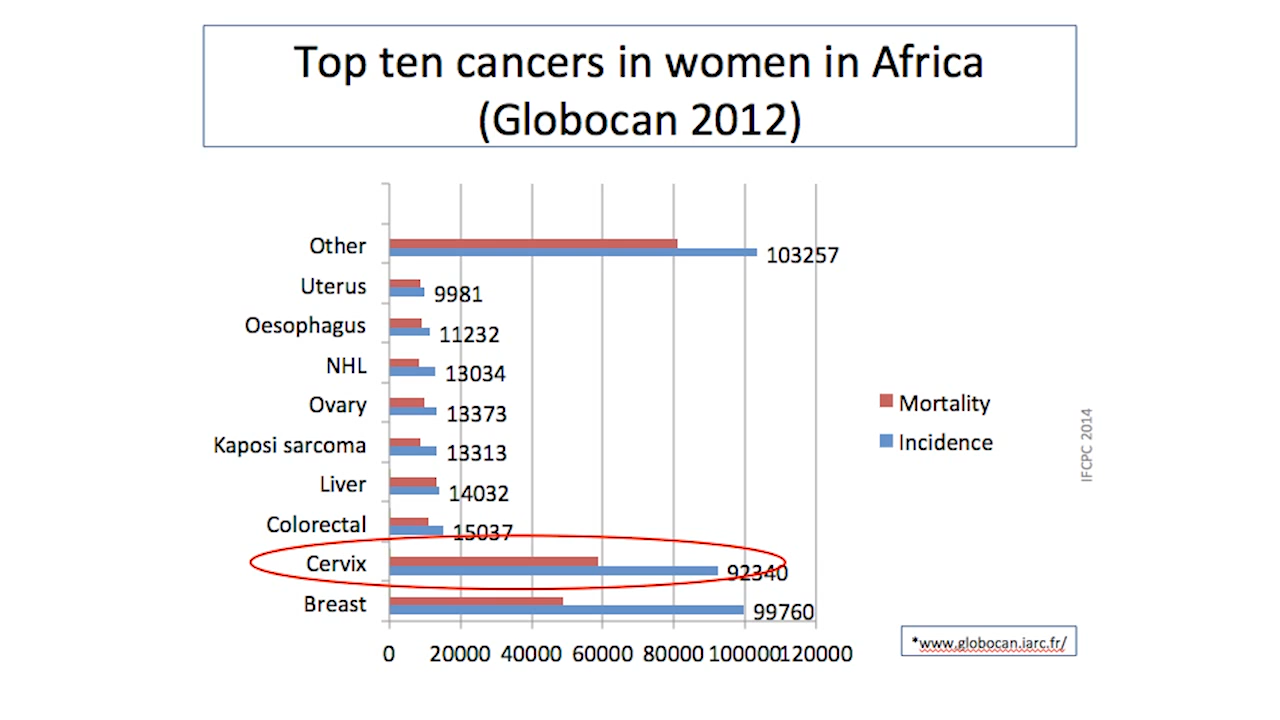 Top ten cancers in women in Africa
(Globocan 2012)
Other
103257
Uterus
9981
Oesophagus
11232
NHL
13034
Ovary
13373
Kaposi sarcoma
13313
Liver
14032
Colorectal
15037
Cervix
92340
Breast
99760
0 20000 40000 60000 80000 100000 120000
Mortality
Incidence
IFCPC 2014
*www.globocan.iarc.fr/